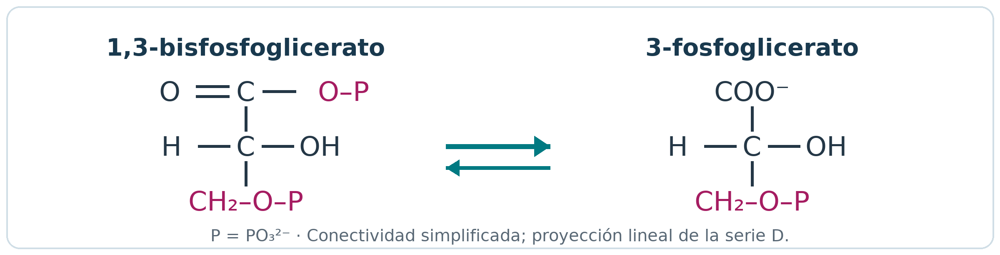 1,3-bisfosfoglicerato
3-fosfoglicerato
O C O–P
COO⁻
H C OH
H C OH
CH₂–O–P
CH₂–O–P
P = PO₃²⁻ · Conectividad simplificada; proyección lineal de la serie D.